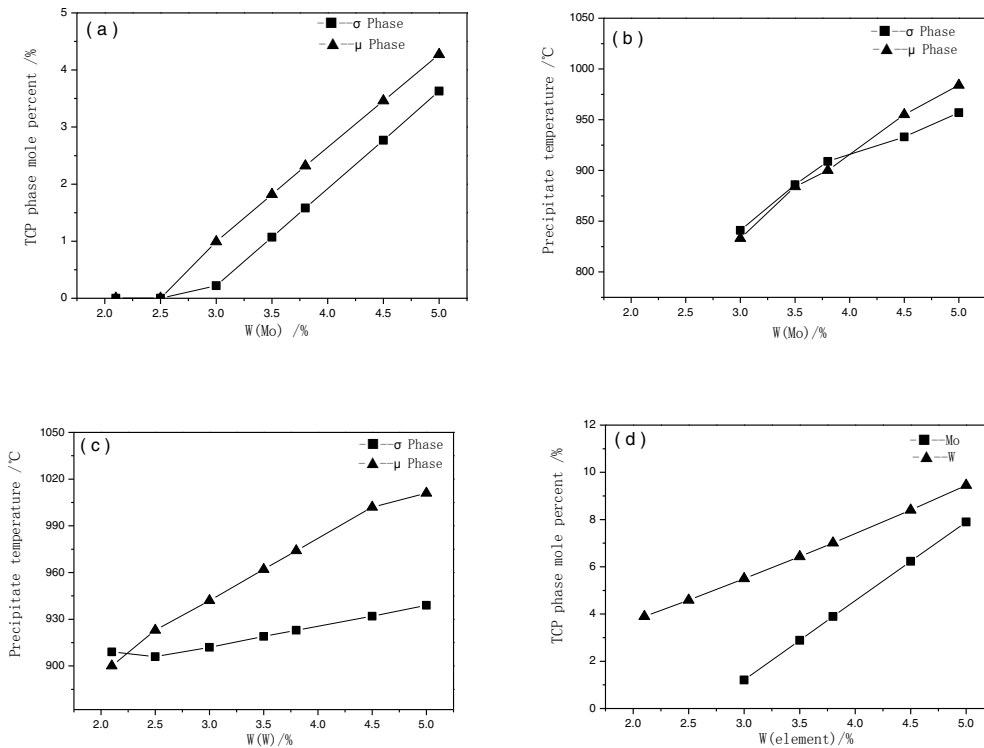 (a)
σ Phase
μ Phase
TCP phase mole percent /%
5
4
3
2
1
0
2.0 2.5 3.0 3.5 4.0 4.5 5.0
W(Mo) /%
(b)
σ Phase
μ Phase
Precipitate temperature /℃
1050
1000
950
900
850
800
2.0 2.5 3.0 3.5 4.0 4.5 5.0
W(Mo)/%
(c)
σ Phase
μ Phase
Precipitate temperature /℃
1050
1020
990
960
930
900
2.0 2.5 3.0 3.5 4.0 4.5 5.0
W(W)/%
(d)
Mo
W
TCP phase mole percent /%
12
10
8
6
4
2
0
2.0 2.5 3.0 3.5 4.0 4.5 5.0
W(element)/%